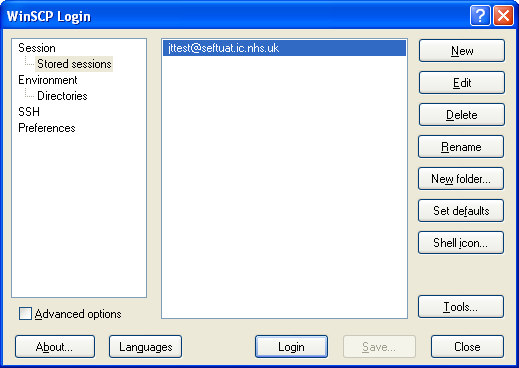 WinSCP Login
Session
Stored sessions
Environment
Directories
SSH
Preferences
Advanced options
jttest@seftuat.ic.nhs.uk
New
Edit
Delete
Rename
New folder...
Set defaults
Shell icon...
Tools...
About...
Languages
Login
Save...
Close